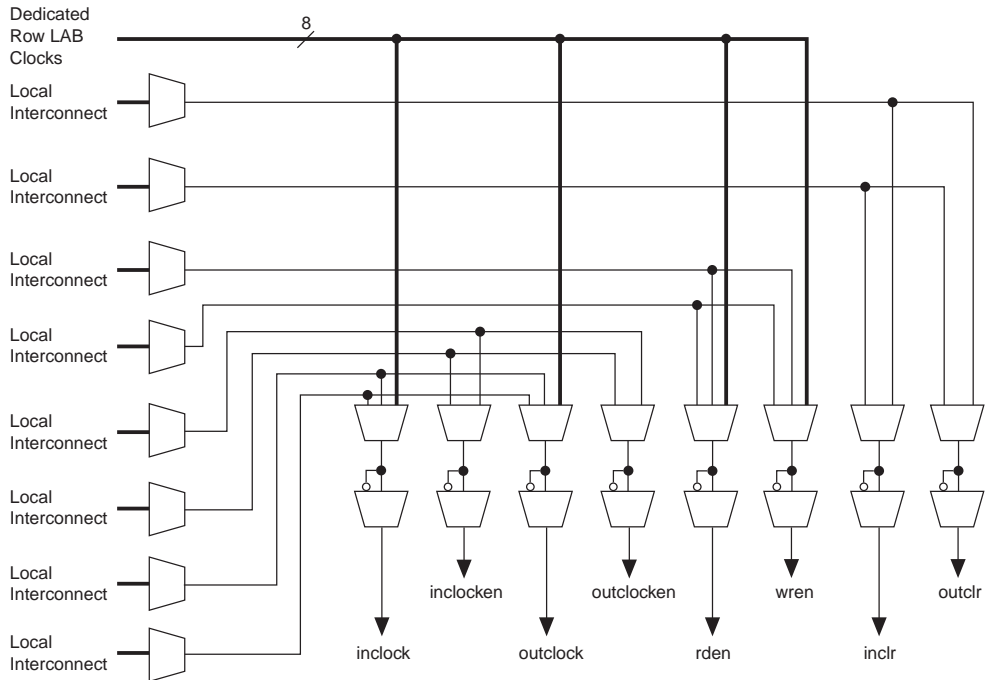 Dedicated
Row LAB
Clocks
8
Local
Interconnect
Local
Interconnect
Local
Interconnect
Local
Interconnect
Local
Interconnect
Local
Interconnect
Local
Interconnect
Local
Interconnect
inclocken
outclocken
wren
outclr
inclock
outclock
rden
inclr